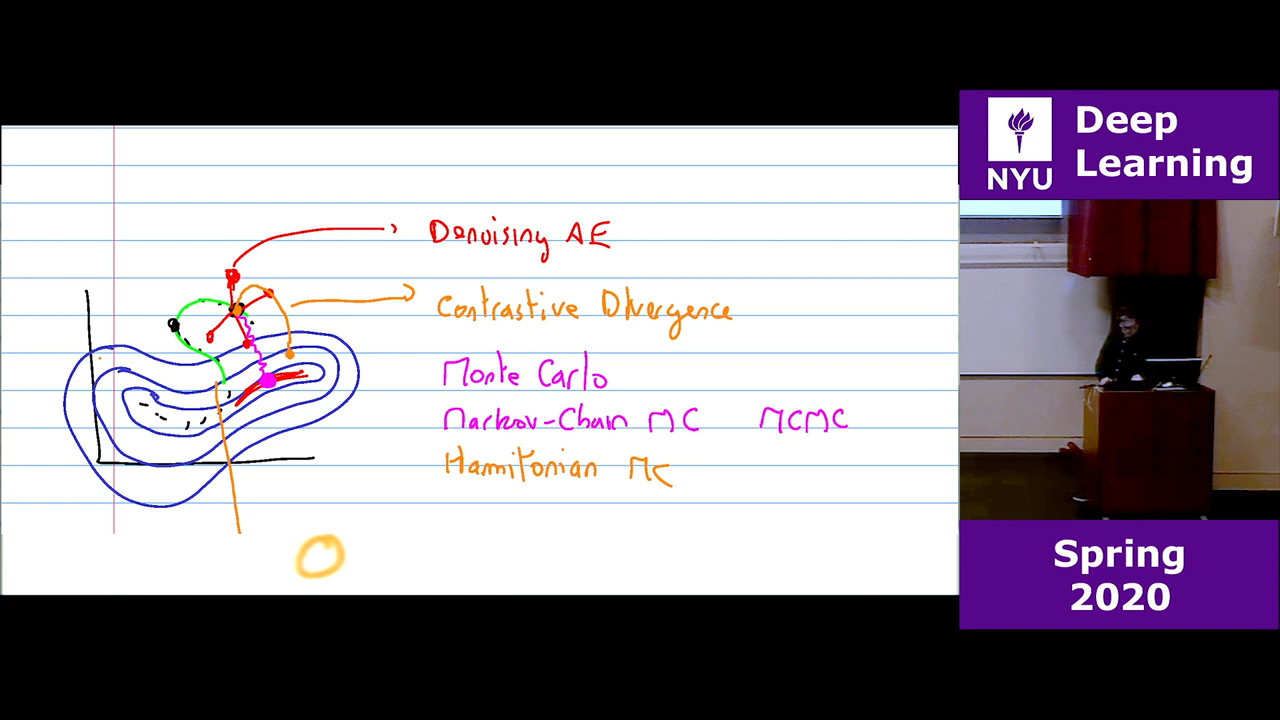 Denoising AE
Contrastive Divergence
Monte Carlo
Markov-Chain MC MCMC
Hamiltonian MC
NYU
Deep
Learning
Spring
2020